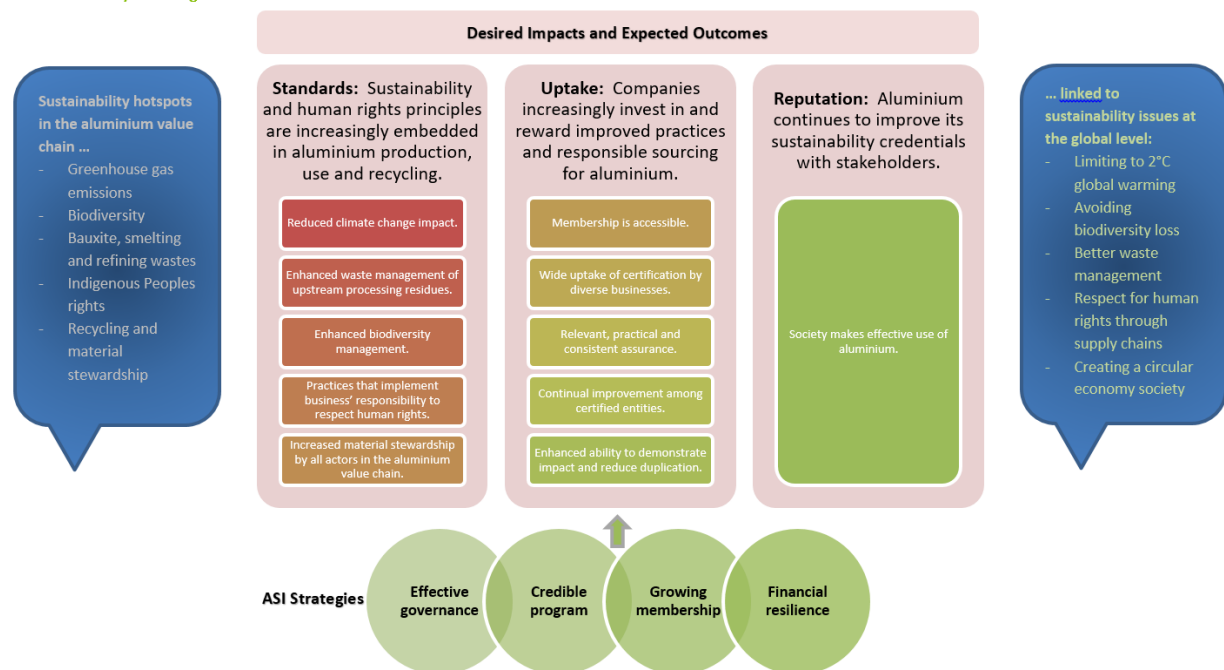 Desired Impacts and Expected Outcomes
Sustainability hotspots
in the aluminium value
chain ...
- Greenhouse gas
emissions
- Biodiversity
- Bauxite, smelting
and refining wastes
- Indigenous Peoples
rights
- Recycling and
material
stewardship
Standards: Sustainability
and human rights principles
are increasingly embedded
in aluminium production,
use and recycling.
Reduced climate change impact.
Enhanced waste management of
upstream processing residues.
Enhanced biodiversity
management.
Practices that implement
business' responsibility to
respect human rights.
Increased material stewardship
by all actors in the aluminium
value chain.
Uptake: Companies
increasingly invest in and
reward improved practices
and responsible sourcing
for aluminium.
Membership is accessible.
Wide uptake of certification by
diverse businesses.
Relevant, practical and
consistent assurance.
Continual improvement among
certified entities.
Enhanced ability to demonstrate
impact and reduce duplication.
Reputation: Aluminium
continues to improve its
sustainability credentials
with stakeholders.
Society makes effective use of
aluminium.
... linked to
sustainability issues at
the global level:
- Limiting to 2°C
global warming
- Avoiding
biodiversity loss
- Better waste
management
- Respect for human
rights through
supply chains
- Creating a circular
economy society
ASI Strategies
Effective
governance
Credible
program
Growing
membership
Financial
resilience